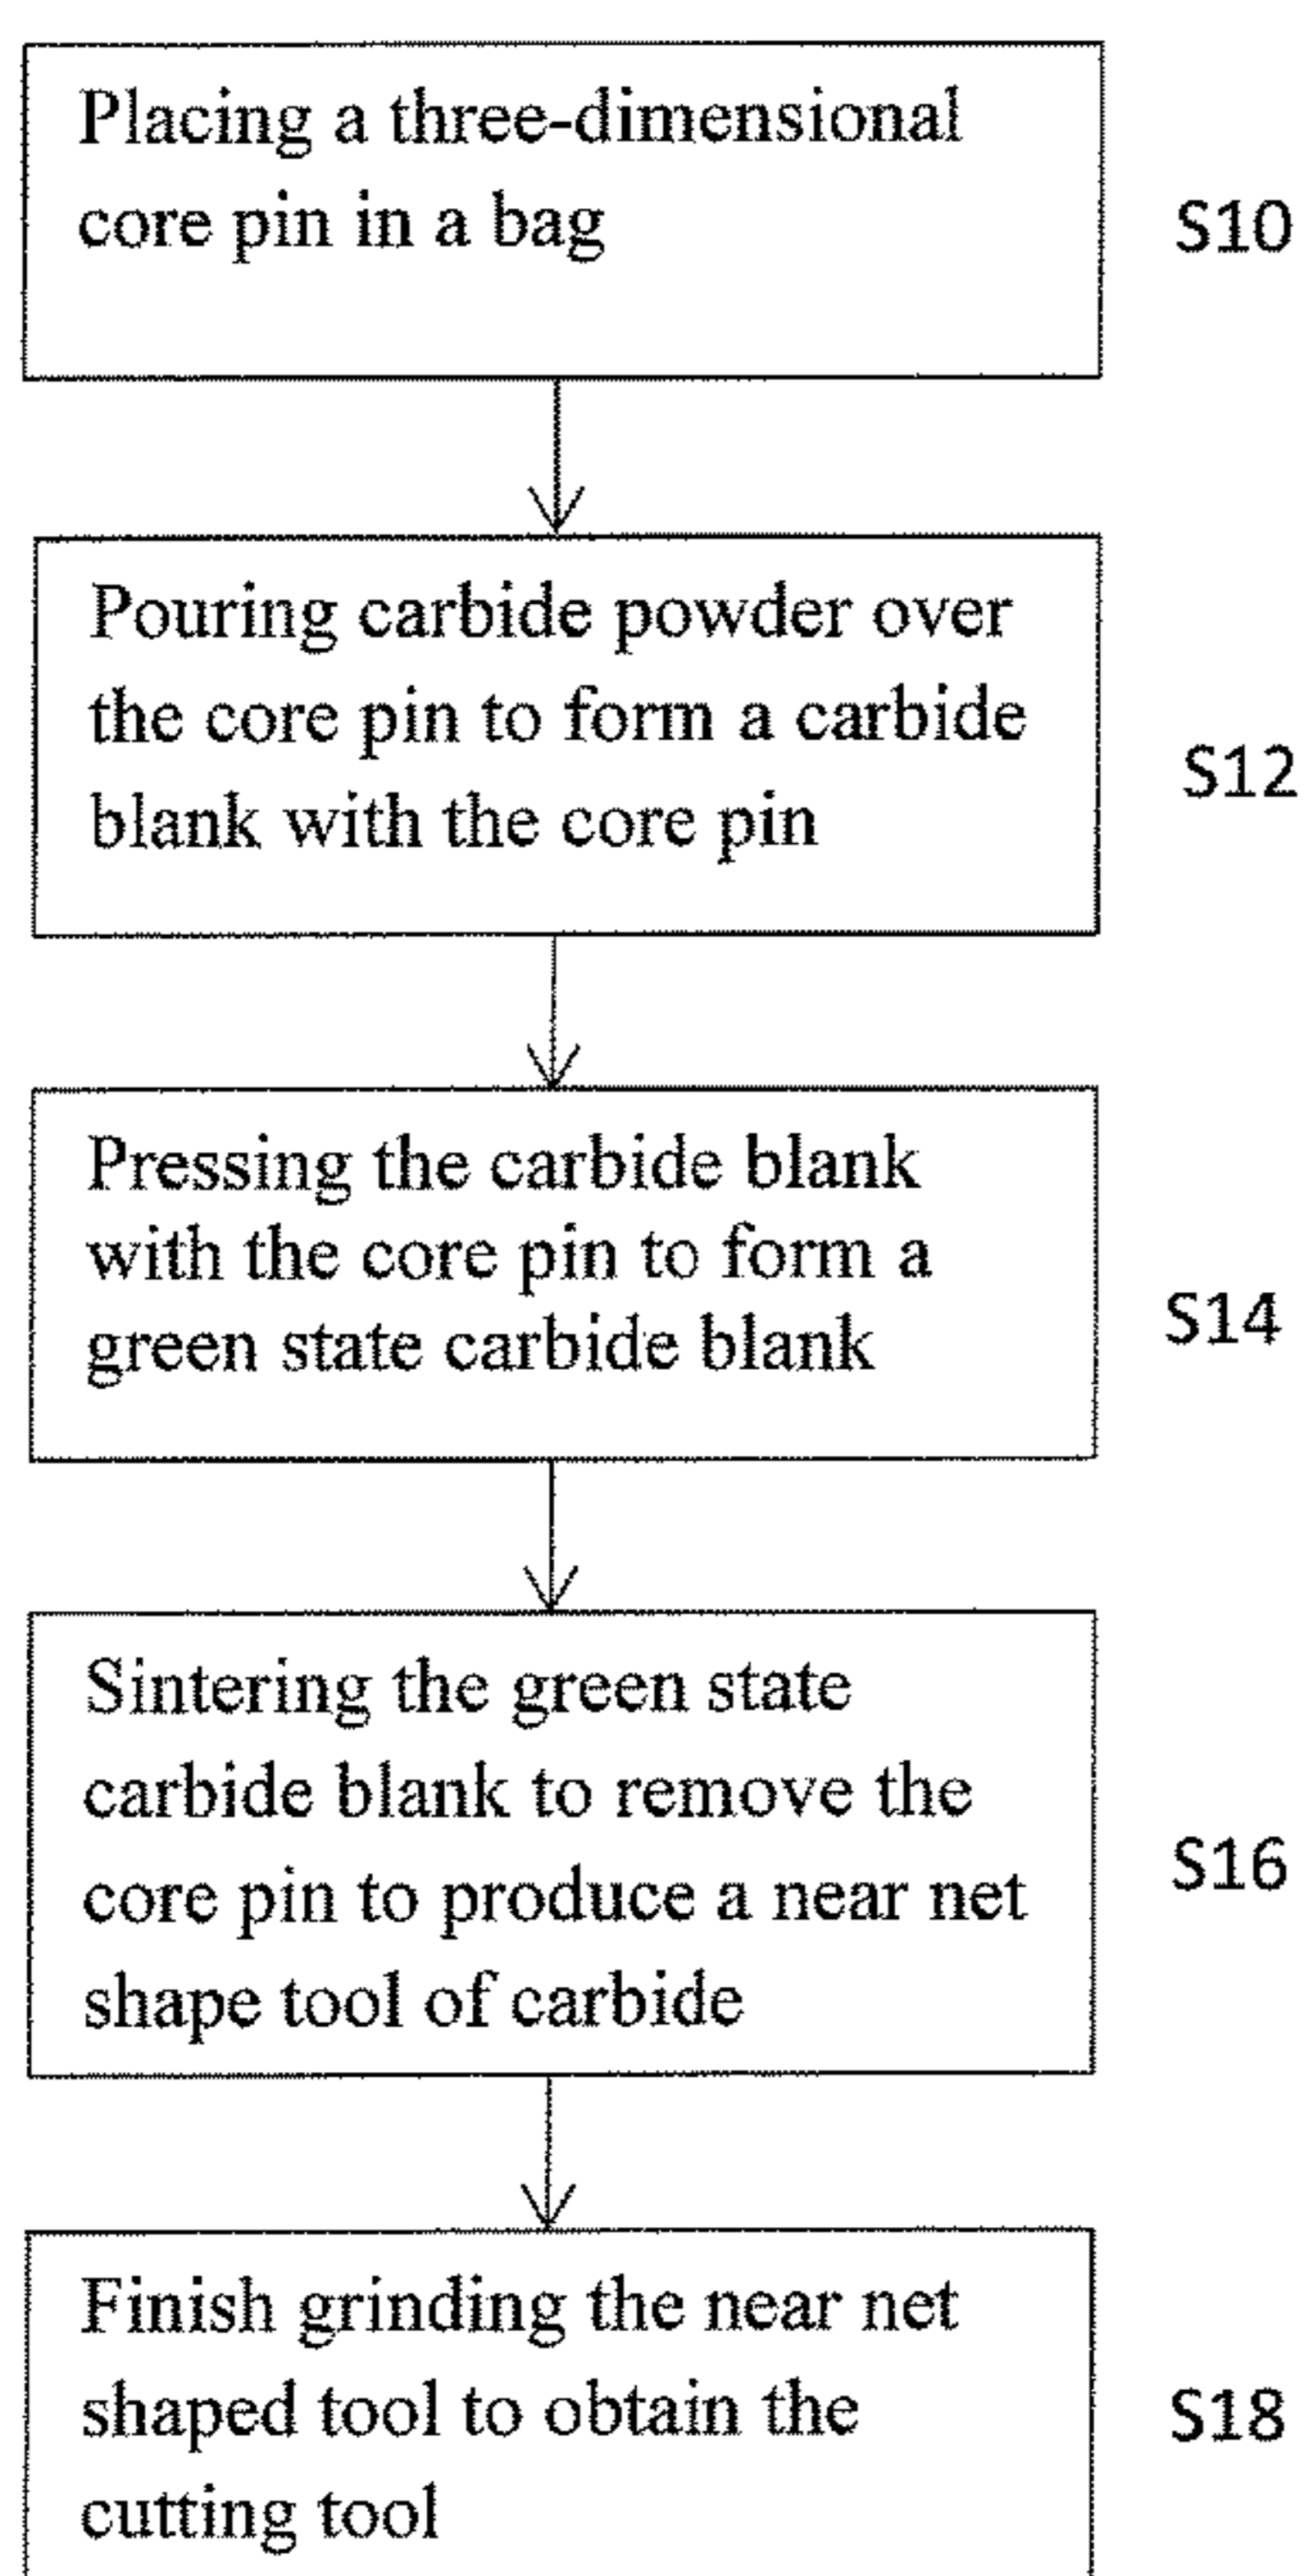 Placing a three-dimensional
core pin in a bag
S10
Pouring carbide powder over
the core pin to form a carbide
blank with the core pin
S12
Pressing the carbide blank
with the core pin to form a
green state carbide blank
S14
Sintering the green state
carbide blank to remove the
core pin to produce a near net
shape tool of carbide
S16
Finish grinding the near net
shaped tool to obtain the
cutting tool
S18